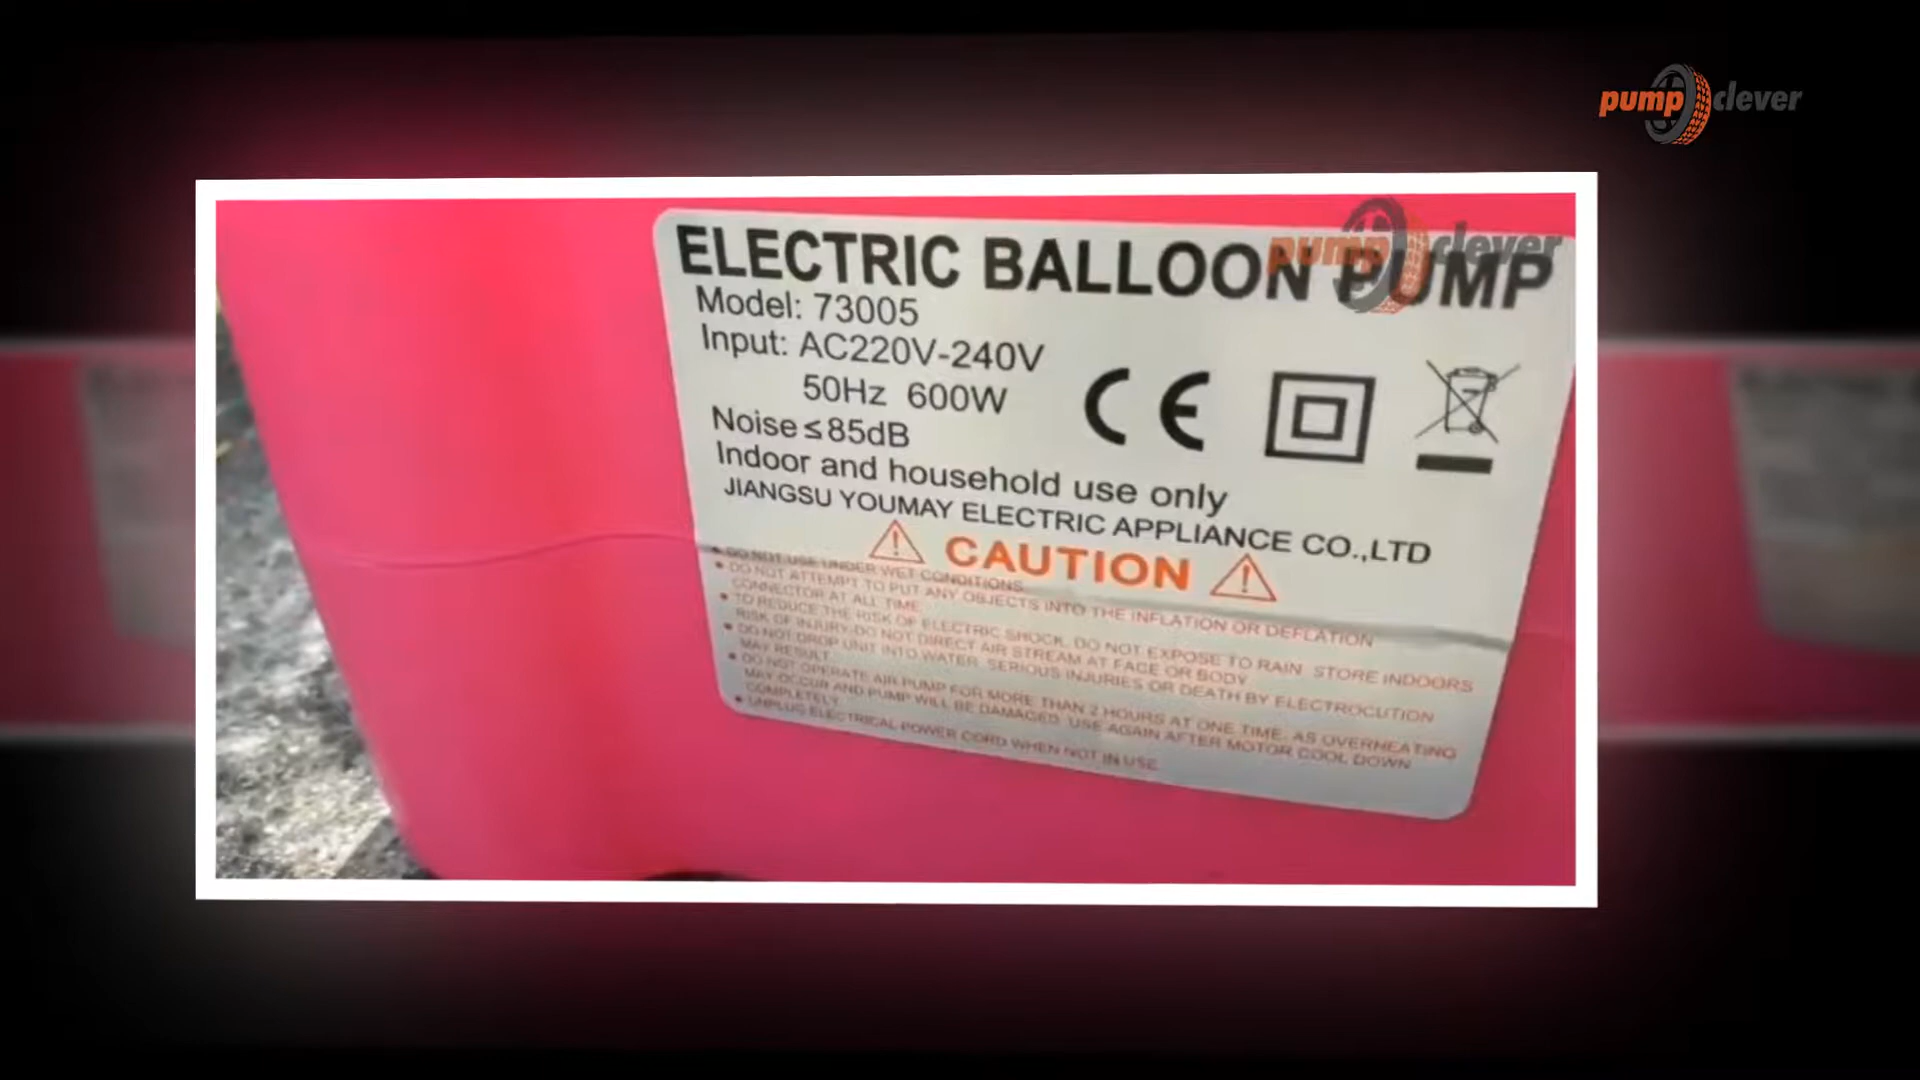 pump clever
pump clever
ELECTRIC BALLOON PUMP
Model: 73005
Input: AC220V-240V
50Hz 600W
CE
Noise≤85dB
Indoor and household use only
JIANGSU YOUMAY ELECTRIC APPLIANCE CO.,LTD
CAUTION
• DO NOT USE UNDER WET CONDITIONS
• DO NOT ATTEMPT TO PUT ANY OBJECTS INTO THE INFLATION OR DEFLATION
CONNECTOR AT ALL TIME
• TO REDUCE THE RISK OF ELECTRIC SHOCK, DO NOT EXPOSE TO RAIN. STORE INDOORS
RISK OF INJURY,DO NOT DIRECT AIR STREAM AT FACE OR BODY
• DO NOT DROP UNIT INTO WATER. SERIOUS INJURIES OR DEATH BY ELECTROCUTION
MAY RESULT.
• DO NOT OPERATE AIR PUMP FOR MORE THAN 2 HOURS AT ONE TIME. AS OVERHEATING
MAY OCCUR AND PUMP WILL BE DAMAGED. USE AGAIN AFTER MOTOR COOL DOWN
COMPLETELY.
• UNPLUG ELECTRICAL POWER CORD WHEN NOT IN USE